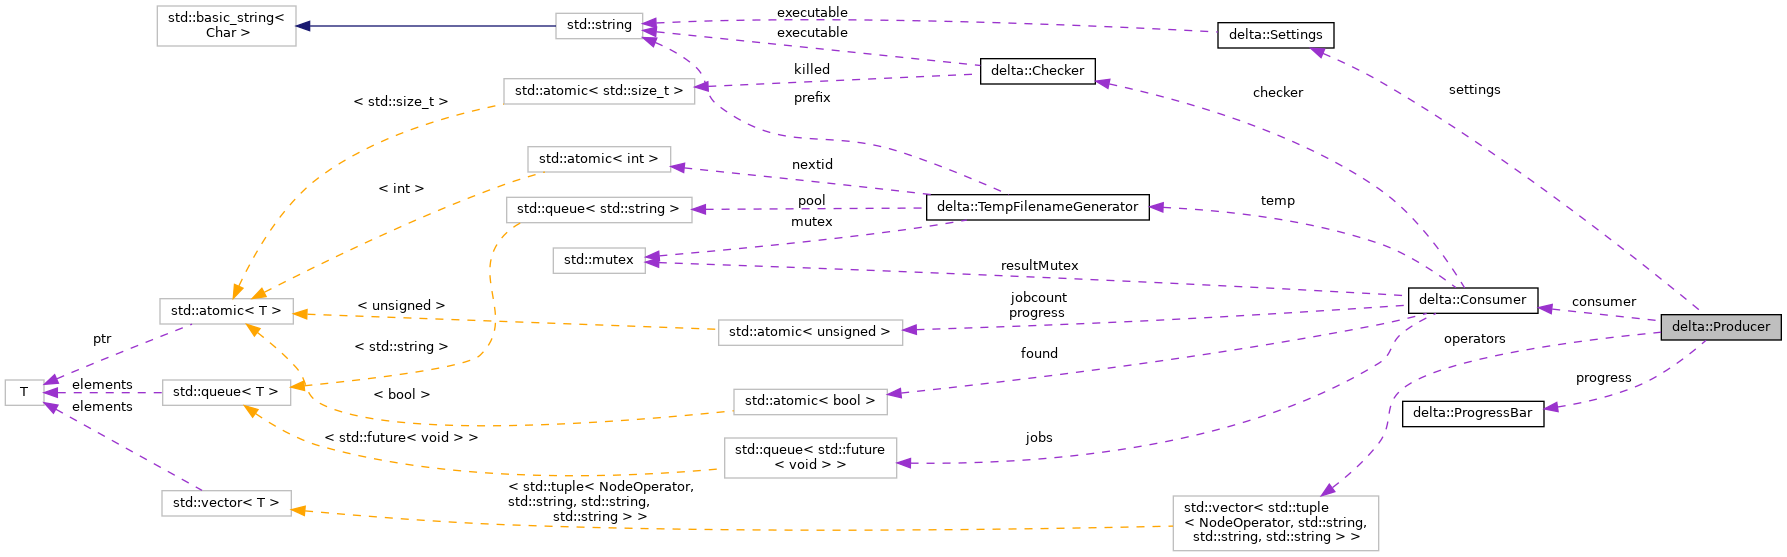 std::basic_string<
Char >
std::string
executable
executable
delta::Settings
delta::Checker
killed
std::atomic< std::size_t >
< std::size_t >
prefix
checker
settings
std::atomic< int >
nextid
< int >
std::queue< std::string >
pool
mutex
delta::TempFilenameGenerator
temp
std::mutex
resultMutex
std::atomic< T >
< unsigned >
jobcount
progress
delta::Consumer
consumer
delta::Producer
std::atomic< unsigned >
ptr
< std::string >
found
operators
T
elements
elements
std::queue< T >
< bool >
std::atomic< bool >
progress
delta::ProgressBar
< std::future< void > >
std::queue< std::future
< void > >
jobs
std::vector< T >
< std::tuple< NodeOperator,
std::string, std::string,
std::string > >
std::vector< std::tuple
< NodeOperator, std::string,
std::string, std::string > >